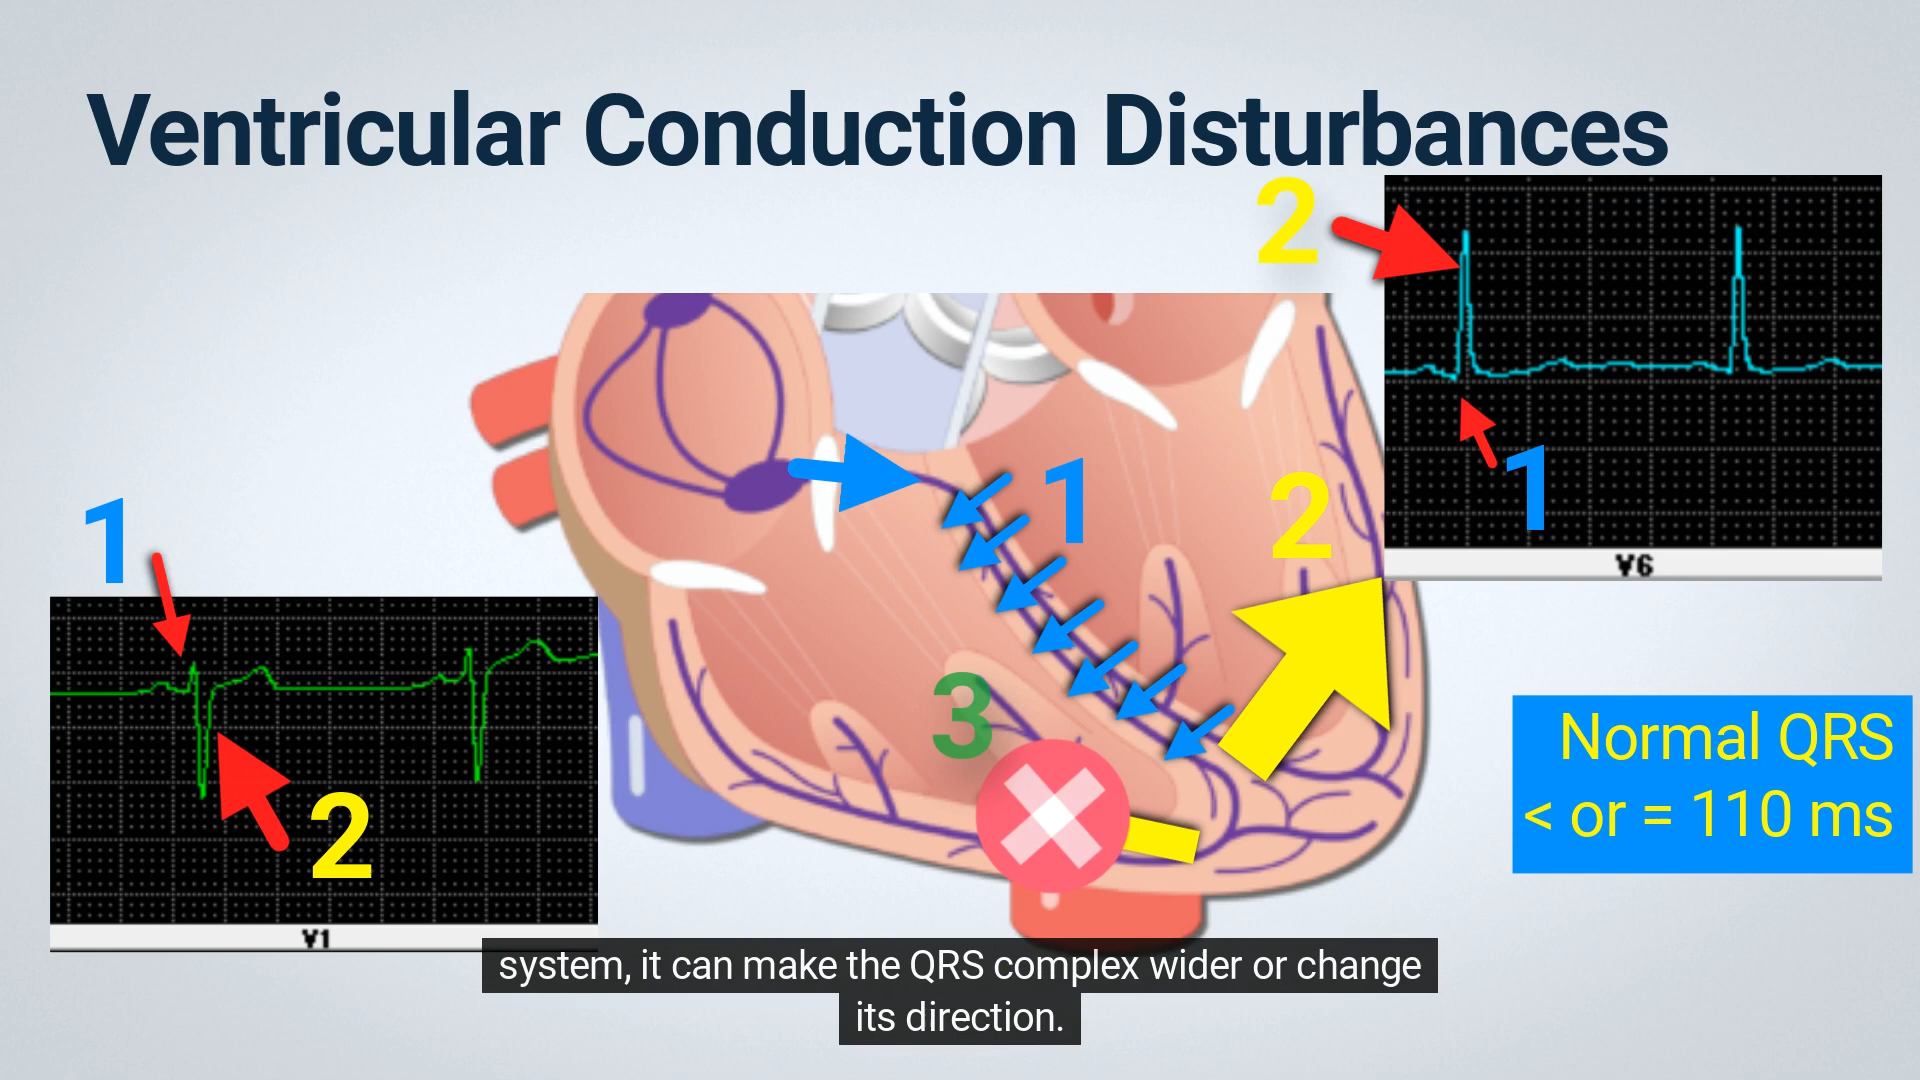 Ventricular Conduction Disturbances
2
1
V6
1
2
1
2
3
V1
Normal QRS
< or = 110 ms
system, it can make the QRS complex wider or change
its direction.